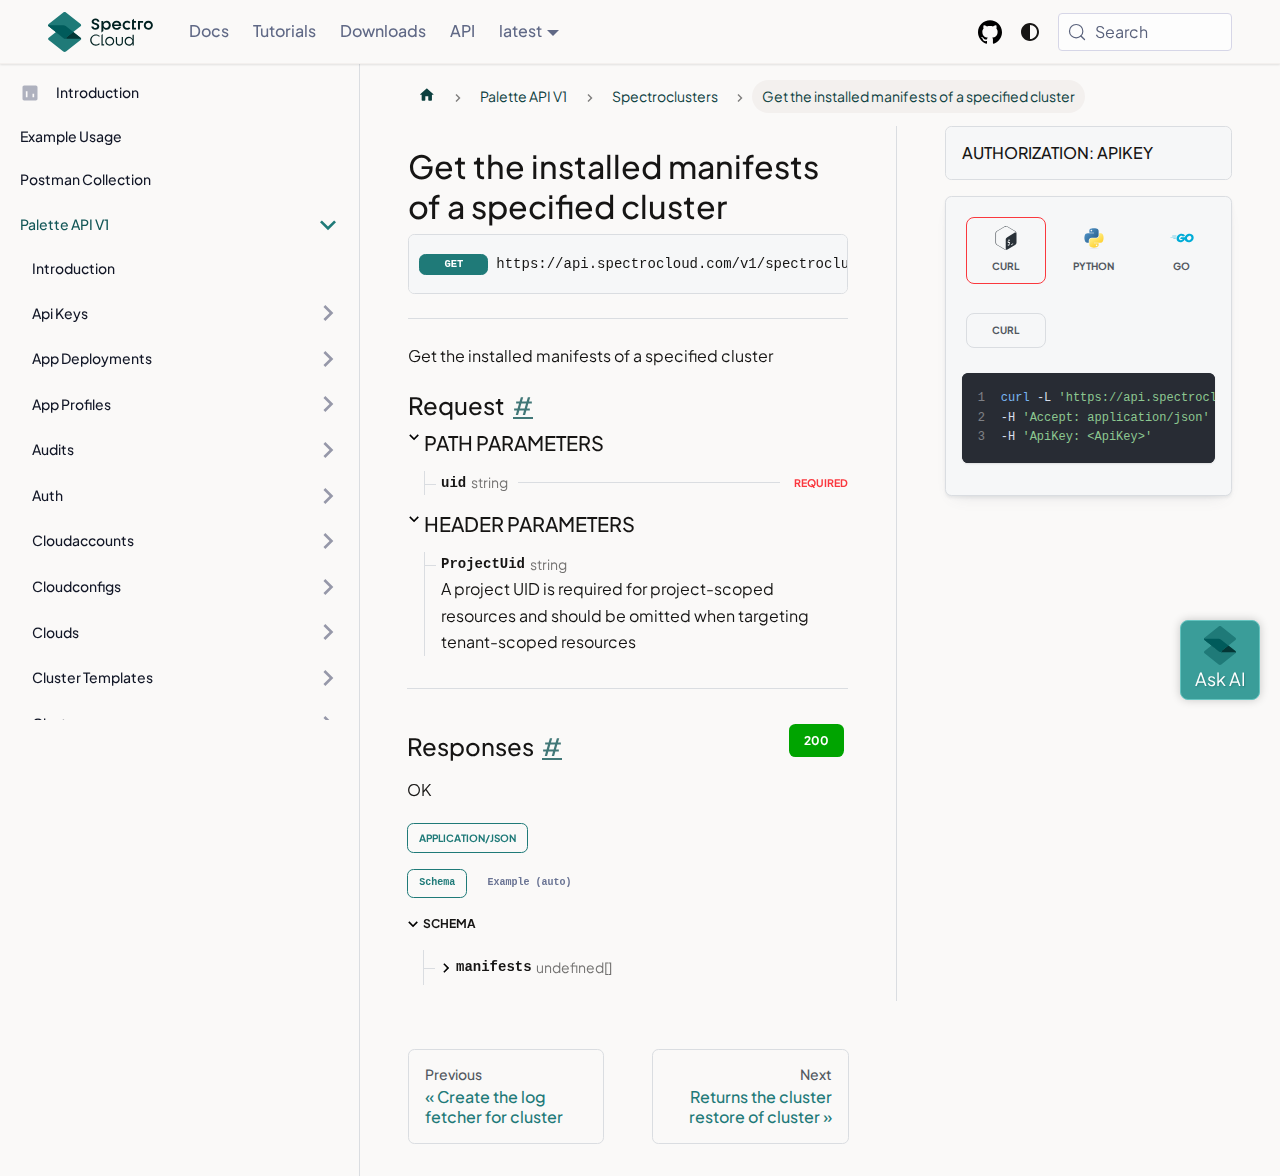 Spectro
Cloud
Docs
Tutorials
Downloads
API
latest
Search
Introduction
Example Usage
Postman Collection
Palette API V1
Introduction
Api Keys
App Deployments
App Profiles
Audits
Auth
Cloudaccounts
Cloudconfigs
Clouds
Cluster Templates
Palette API V1
Spectroclusters
Get the installed manifests of a specified cluster
Get the installed manifests
of a specified cluster
GET
https://api.spectrocloud.com/v1/spectroclu
Get the installed manifests of a specified cluster
Request #
PATH PARAMETERS
uid string
REQUIRED
HEADER PARAMETERS
ProjectUid string
A project UID is required for project-scoped
resources and should be omitted when targeting
tenant-scoped resources
Responses #
200
OK
APPLICATION/JSON
Schema
Example (auto)
SCHEMA
manifests undefined[]
Previous
« Create the log
fetcher for cluster
Next
Returns the cluster
restore of cluster »
AUTHORIZATION: APIKEY
CURL
PYTHON
GO
CURL
1 curl -L 'https://api.spectrocl
2 -H 'Accept: application/json'
3 -H 'ApiKey: <ApiKey>'
Ask AI